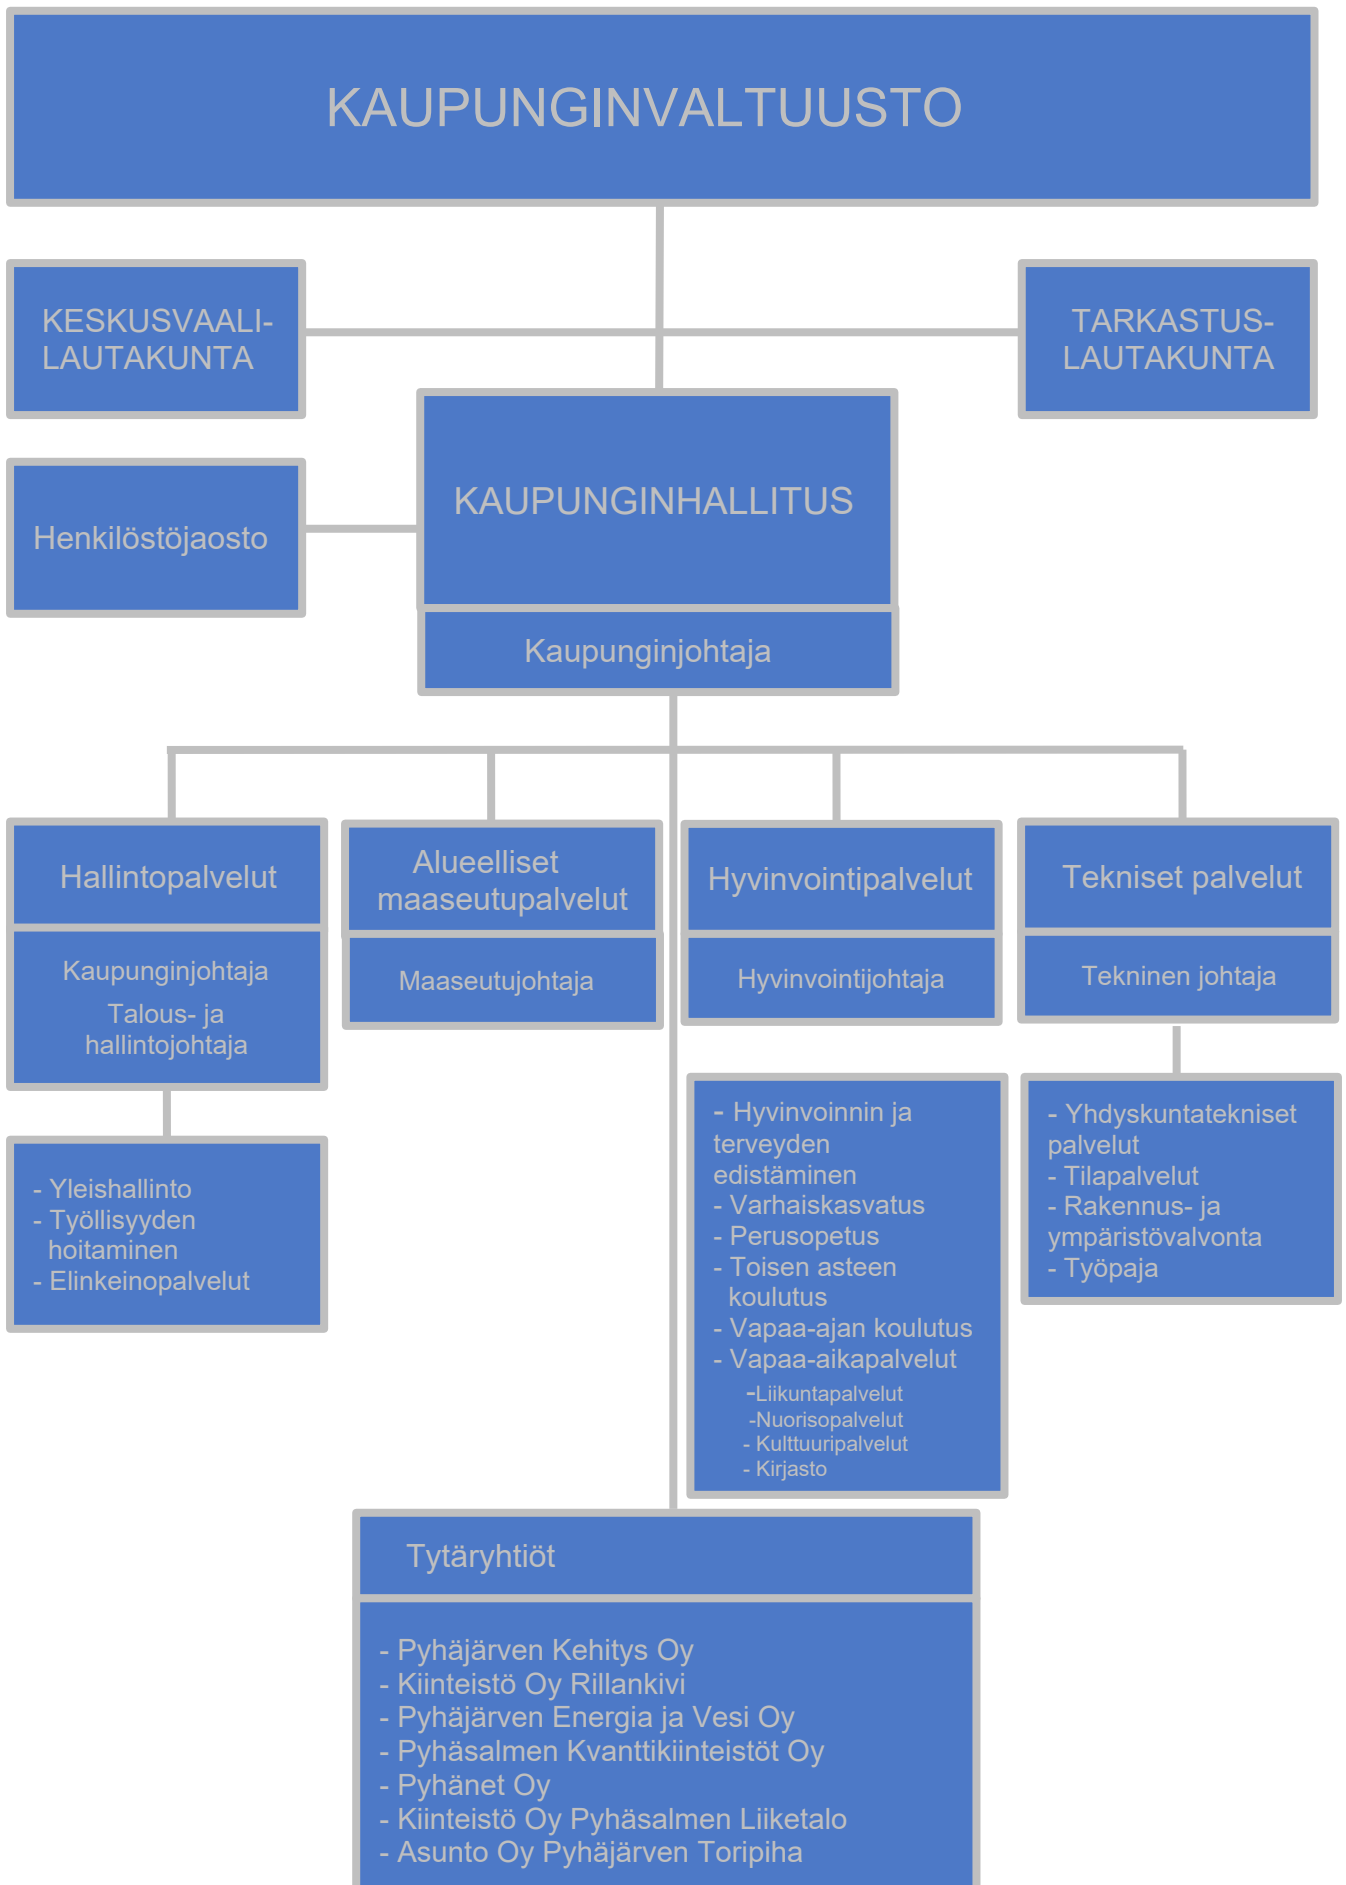 KAUPUNGINVALTUUSTO
KESKUSVAALI-
LAUTAKUNTA
TARKASTUS-
LAUTAKUNTA
KAUPUNGINHALLITUS
Henkilöstöjaosto
Kaupunginjohtaja
Hallintopalvelut
Kaupunginjohtaja
Talous- ja
hallintojohtaja
- Yleishallinto
- Työllisyyden
hoitaminen
- Elinkeinopalvelut
Alueelliset
maaseutupalvelut
Maaseutujohtaja
Hyvinvointipalvelut
Hyvinvointijohtaja
- Hyvinvoinnin ja
terveyden
edistäminen
- Varhaiskasvatus
- Perusopetus
- Toisen asteen
koulutus
- Vapaa-ajan koulutus
- Vapaa-aikapalvelut
-Liikuntapalvelut
-Nuorisopalvelut
- Kulttuuripalvelut
- Kirjasto
Tekniset palvelut
Tekninen johtaja
- Yhdyskuntatekniset
palvelut
- Tilapalvelut
- Rakennus- ja
ympäristövalvonta
- Työpaja
Tytäryhtiöt
- Pyhäjärven Kehitys Oy
- Kiinteistö Oy Rillankivi
- Pyhäjärven Energia ja Vesi Oy
- Pyhäsalmen Kvanttikiinteistöt Oy
- Pyhänet Oy
- Kiinteistö Oy Pyhäsalmen Liiketalo
- Asunto Oy Pyhäjärven Toripiha